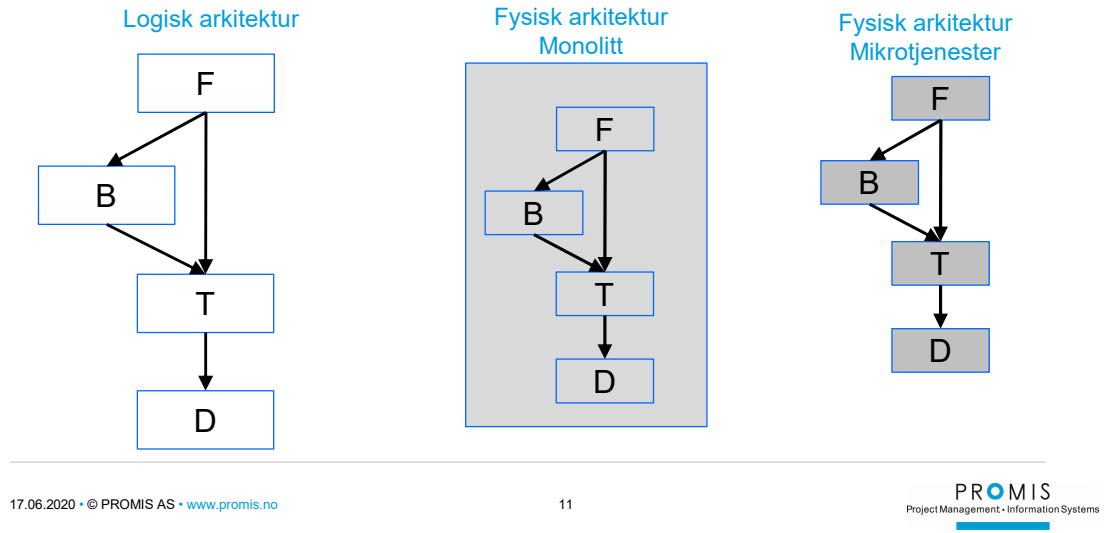 Logisk arkitektur
F
B
T
D
Fysisk arkitektur
Monolitt
F
B
T
D
Fysisk arkitektur
Mikrotjenester
F
B
T
D
17.06.2020 • © PROMIS AS • www.promis.no
11
PROMIS
Project Management • Information Systems